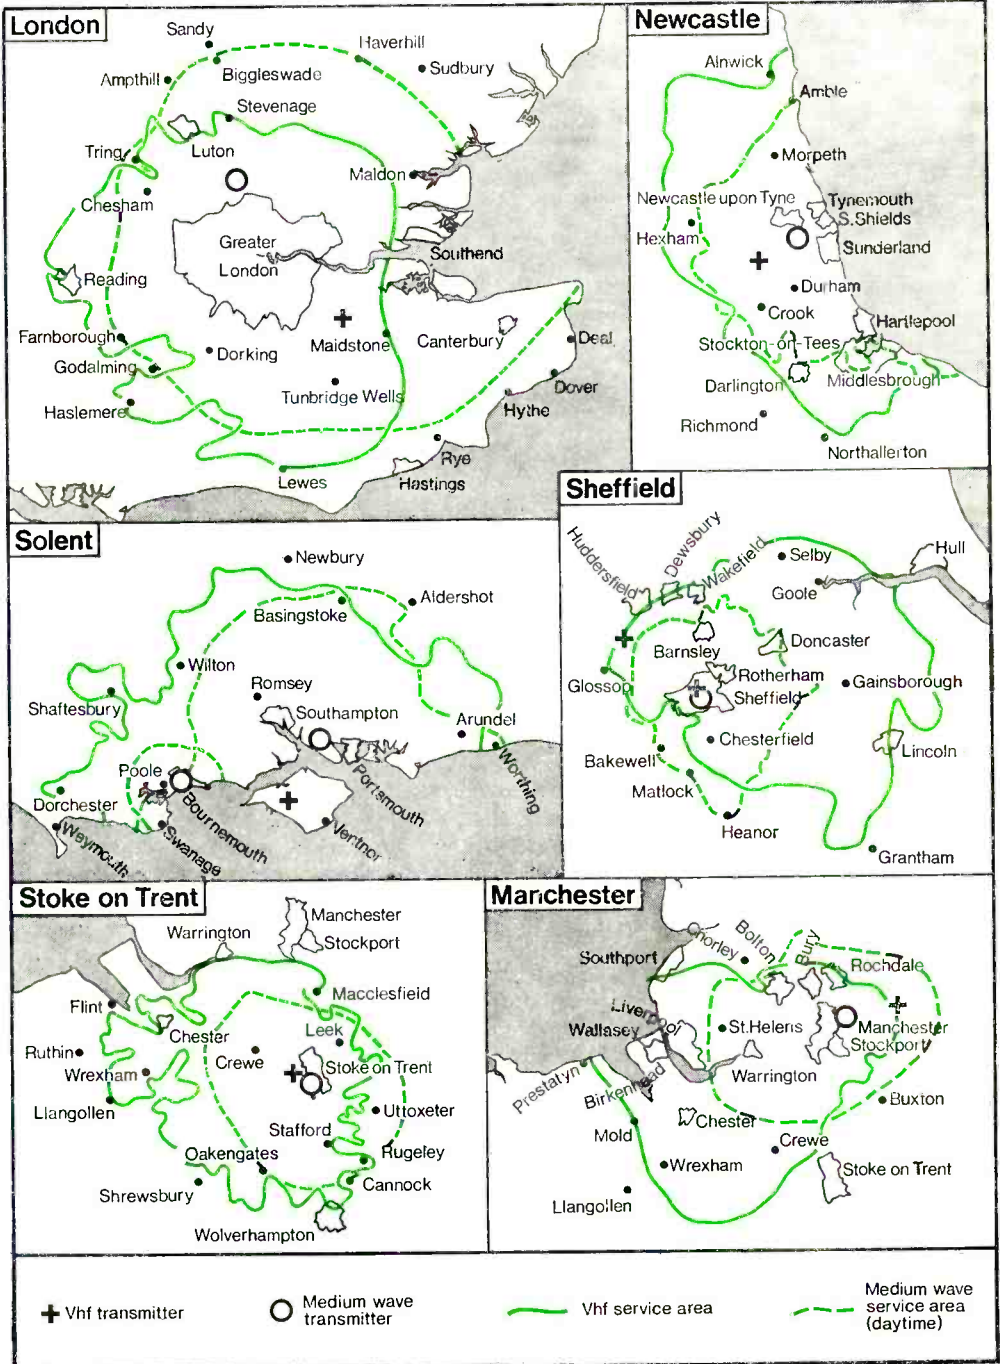 London
Sandy
Haverhill
Ampthill
Biggleswade
Sudbury
Stevenage
Tring
Luton
Maldon
Chesham
Greater
London
Southend
Reading
Farnborough
Maidstone
Canterbury
Deal
Godalming
Dorking
Dover
Tunbridge Wells
Haslemere
Hythe
Rye
Lewes
Hastings
Newcastle
Alnwick
Amble
Morpeth
Newcastle upon Tyne
Tynemouth
S.Shields
Hexham
Sunderland
Durham
Crook
Hartlepool
Stockton-on-Tees
Darlington
Middlesbrough
Richmond
Northallerton
Solent
Newbury
Aldershot
Basingstoke
Wilton
Romsey
Shaftesbury
Southampton
Arundel
Poole
Portsmouth
Worthing
Dorchester
Bournemouth
Weymouth
Swanage
Ventnor
Sheffield
Huddersfield
Dewsbury
Wakefield
Selby
Hull
Goole
Barnsley
Doncaster
Glossop
Rotherham
Sheffield
Gainsborough
Chesterfield
Lincoln
Bakewell
Matlock
Heanor
Grantham
Stoke on Trent
Manchester
Stockport
Warrington
Flint
Macclesfield
Chester
Leek
Ruthin
Crewe
Wrexham
Stoke on Trent
Llangollen
Uttoxeter
Stafford
Oakengates
Rugeley
Shrewsbury
Cannock
Wolverhampton
Manchester
Chorley
Bolton
Bury
Southport
Rochdale
Liverpool
Wallasey
St.Helens
Manchester
Stockport
Prestatyn
Birkenhead
Warrington
Buxton
Chester
Mold
Crewe
Wrexham
Stoke on Trent
Llangollen
Vhf transmitter
Medium wave
transmitter
Vhf service area
Medium wave
service area
(daytime)